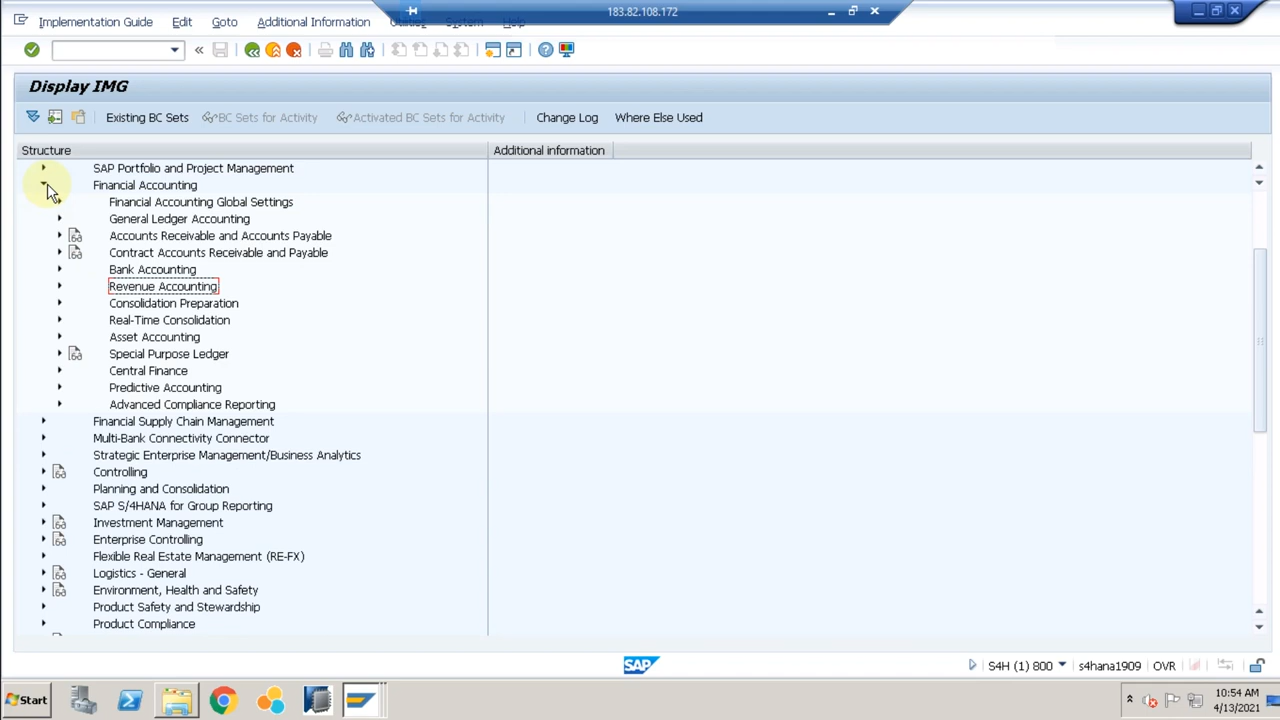 183.82.108.172
Implementation Guide Edit Goto Additional Information Utilities System Help
Display IMG
Existing BC Sets BC Sets for Activity Activated BC Sets for Activity Change Log Where Else Used
Structure Additional information
SAP Portfolio and Project Management
Financial Accounting
Financial Accounting Global Settings
General Ledger Accounting
Accounts Receivable and Accounts Payable
Contract Accounts Receivable and Payable
Bank Accounting
Revenue Accounting
Consolidation Preparation
Real-Time Consolidation
Asset Accounting
Special Purpose Ledger
Central Finance
Predictive Accounting
Advanced Compliance Reporting
Financial Supply Chain Management
Multi-Bank Connectivity Connector
Strategic Enterprise Management/Business Analytics
Controlling
Planning and Consolidation
SAP S/4HANA for Group Reporting
Investment Management
Enterprise Controlling
Flexible Real Estate Management (RE-FX)
Logistics - General
Environment, Health and Safety
Product Safety and Stewardship
Product Compliance
SAP
S4H (1) 800 s4hana1909 OVR
Start
10:54 AM
4/13/2021